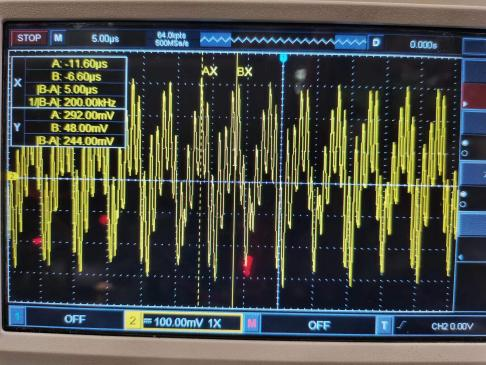 STOP M 5.00μs 64.0kpts 500MSa/s D 0.000s
X
A: -11.60μs
B: -6.60μs
|B-A|: 5.00μs
1/|B-A|: 200.00kHz
Y
A: 292.00mV
B: 48.00mV
|B-A|: 244.00mV
AX BX
1 OFF 2 100.00mV 1X M OFF T CH2 0.00V